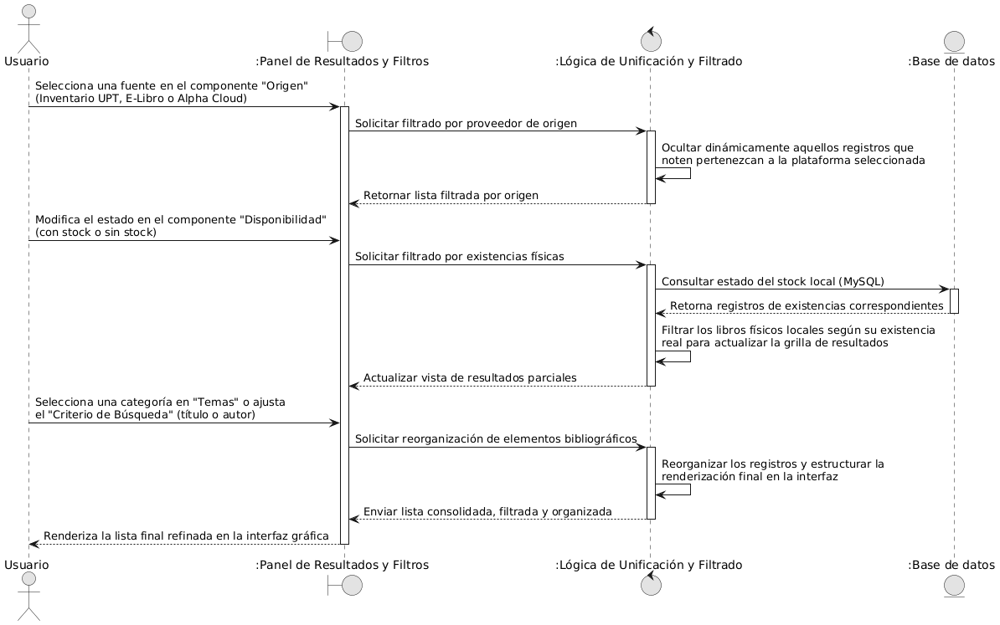 Usuario
:Panel de Resultados y Filtros
:Lógica de Unificación y Filtrado
:Base de datos
Selecciona una fuente en el componente "Origen"
(Inventario UPT, E-Libro o Alpha Cloud)
Solicitar filtrado por proveedor de origen
Ocultar dinámicamente aquellos registros que
noten pertenezcan a la plataforma seleccionada
Retornar lista filtrada por origen
Modifica el estado en el componente "Disponibilidad"
(con stock o sin stock)
Solicitar filtrado por existencias físicas
Consultar estado del stock local (MySQL)
Retorna registros de existencias correspondientes
Filtrar los libros físicos locales según su existencia
real para actualizar la grilla de resultados
Actualizar vista de resultados parciales
Selecciona una categoría en "Temas" o ajusta
el "Criterio de Búsqueda" (título o autor)
Solicitar reorganización de elementos bibliográficos
Reorganizar los registros y estructurar la
renderización final en la interfaz
Enviar lista consolidada, filtrada y organizada
Renderiza la lista final refinada en la interfaz gráfica
Usuario
:Panel de Resultados y Filtros
:Lógica de Unificación y Filtrado
:Base de datos